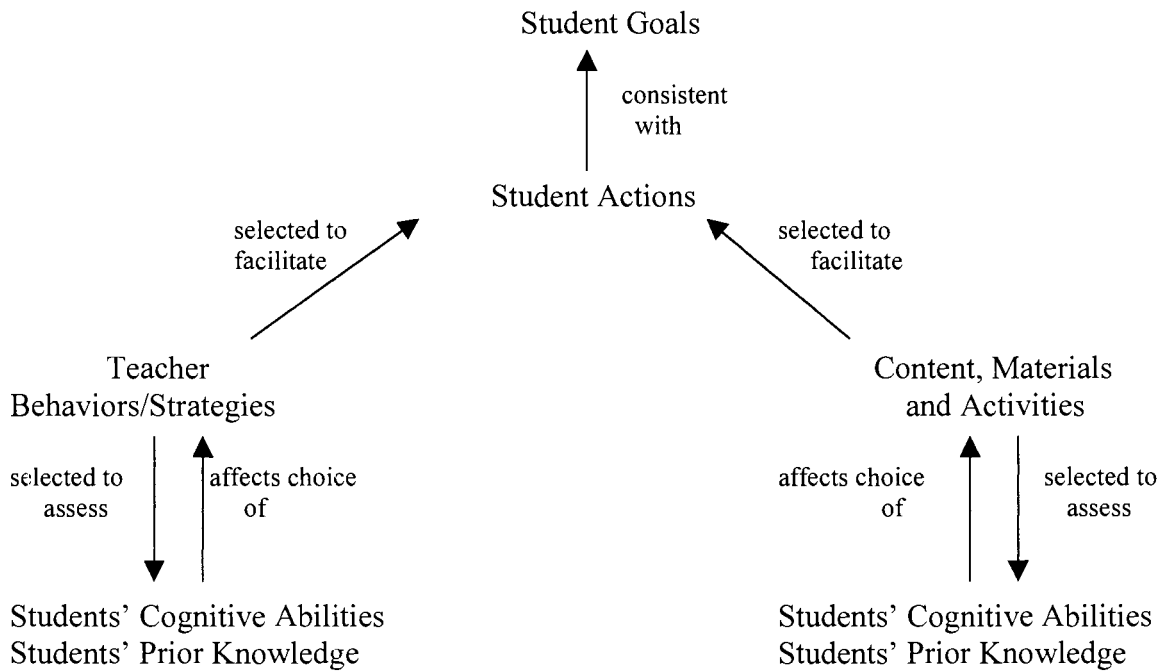 Student Goals
consistent
with
Student Actions
selected to
facilitate
selected to
facilitate
Teacher
Behaviors/Strategies
Content, Materials
and Activities
selected to
assess
affects choice
of
affects choice
of
selected to
assess
Students’ Cognitive Abilities
Students’ Prior Knowledge
Students’ Cognitive Abilities
Students’ Prior Knowledge